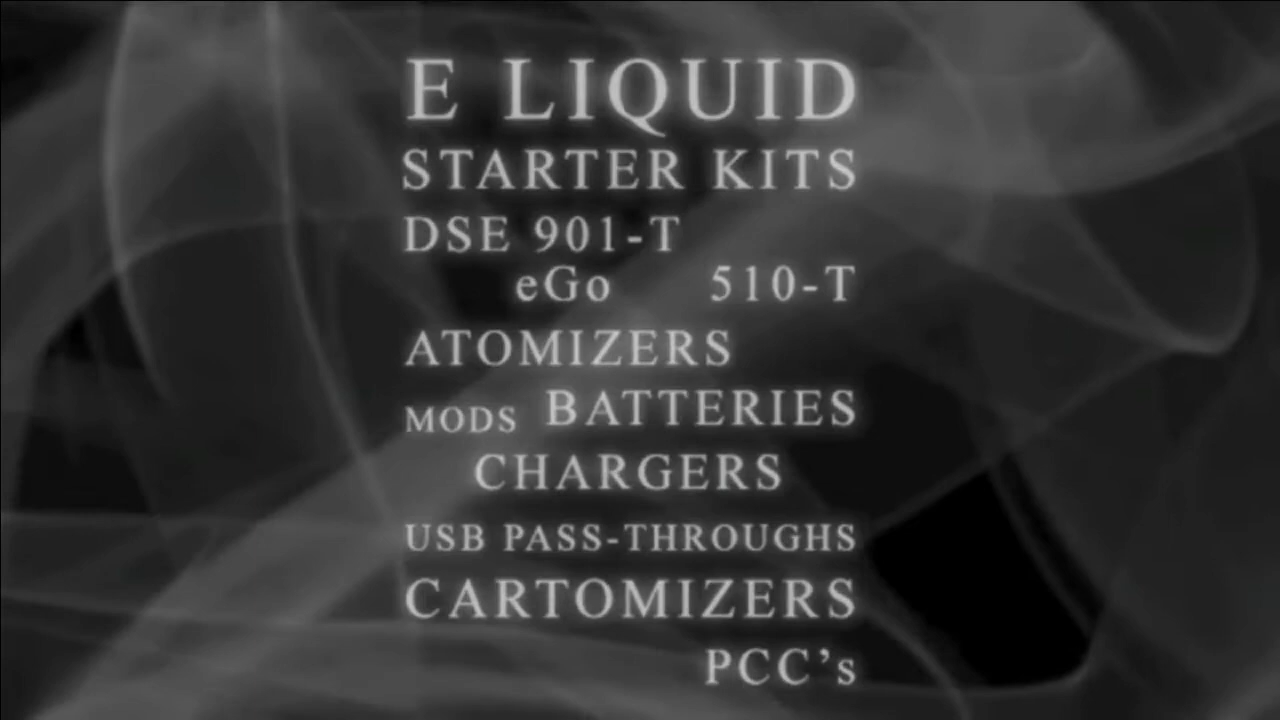 E LIQUID
STARTER KITS
DSE 901-T
eGo 510-T
ATOMIZERS
MODS BATTERIES
CHARGERS
USB PASS-THROUGHS
CARTOMIZERS
PCC’s